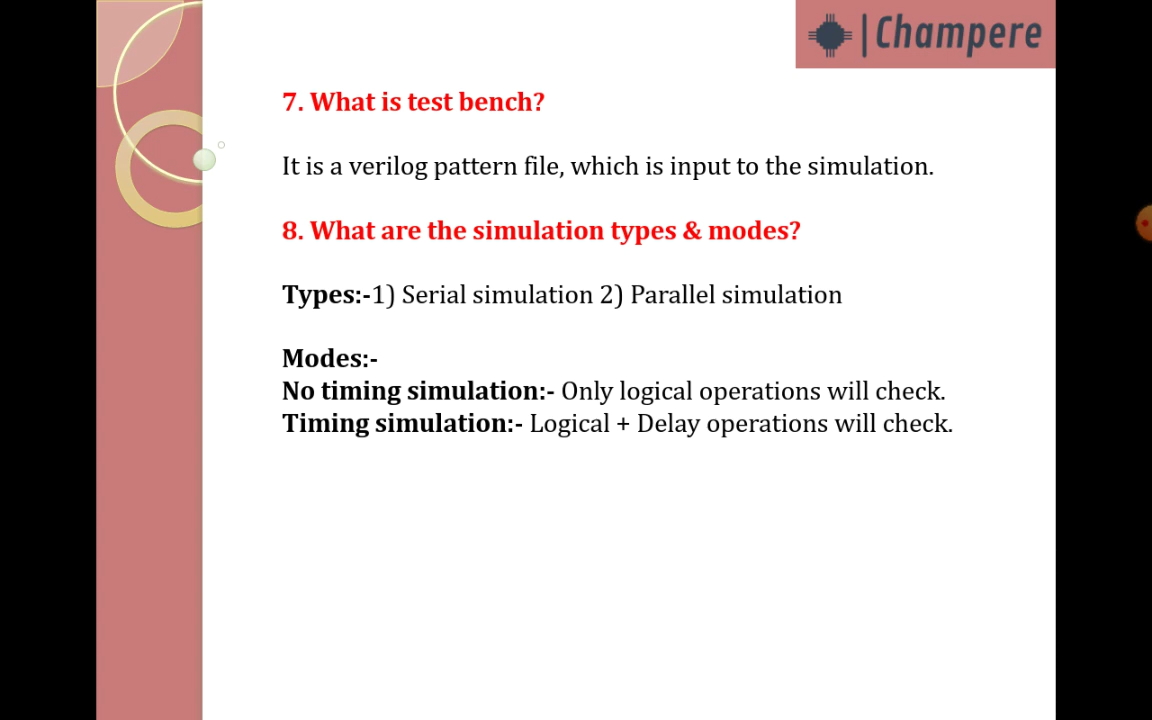 | Champere
7. What is test bench?
It is a verilog pattern file, which is input to the simulation.
8. What are the simulation types & modes?
Types:-1) Serial simulation 2) Parallel simulation
Modes:-
No timing simulation:- Only logical operations will check.
Timing simulation:- Logical + Delay operations will check.